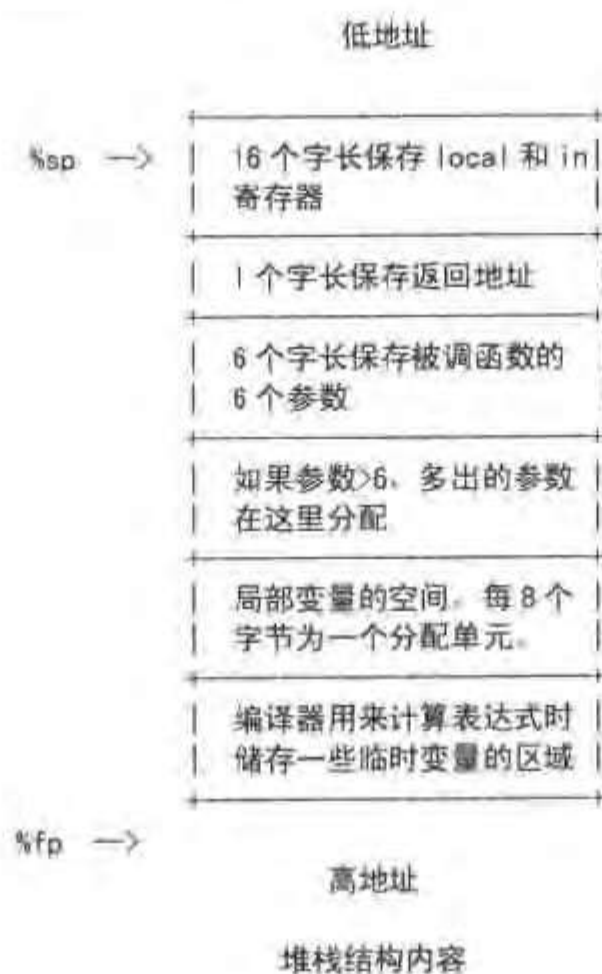 低地址
%sp —> 16 个字长保存 local 和 in
寄存器
1 个字长保存返回地址
6 个字长保存被调函数的
6 个参数
如果参数>6，多出的参数
在这里分配
局部变量的空间。每 8 个
字节为一个分配单元。
编译器用来计算表达式时
储存一些临时变量的区域
%fp —>
高地址
堆栈结构内容